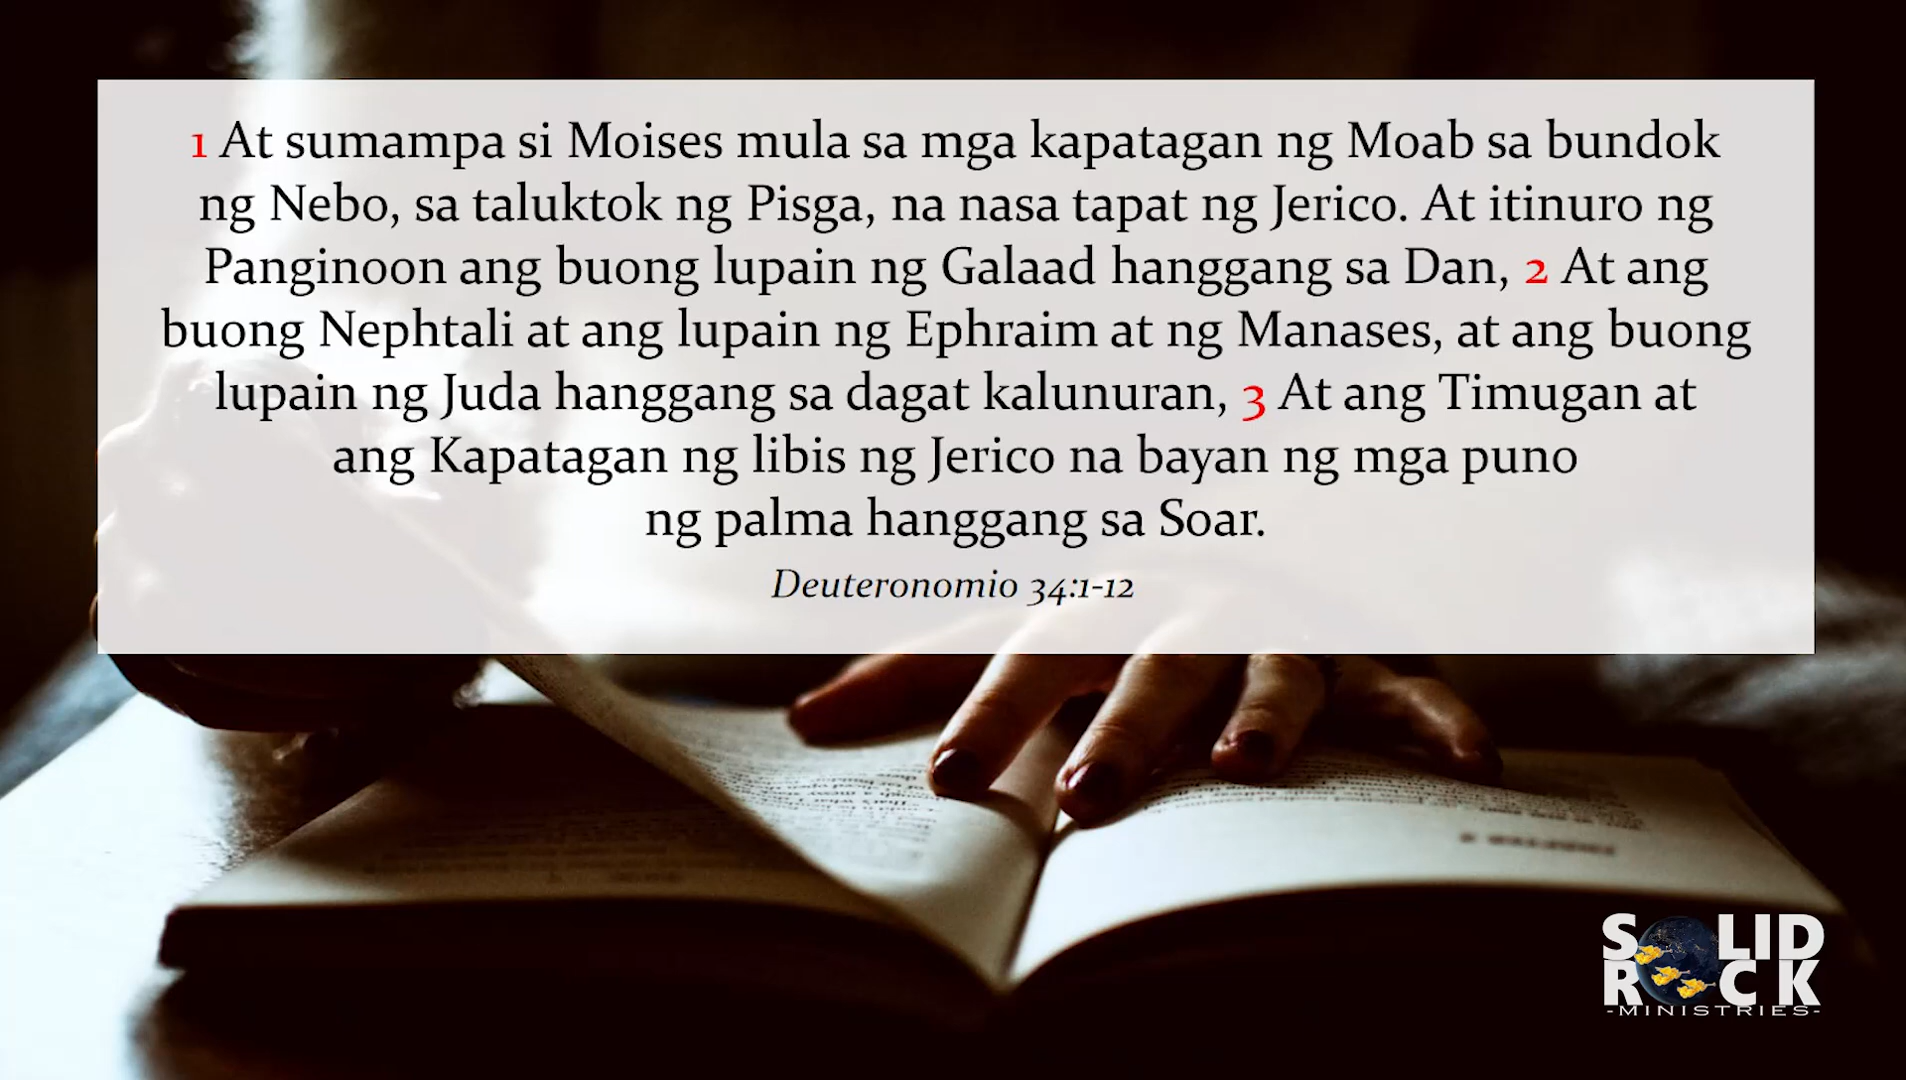 1 At sumampa si Moises mula sa mga kapatagan ng Moab sa bundok
ng Nebo, sa taluktok ng Pisga, na nasa tapat ng Jerico. At itinuro ng
Panginoon ang buong lupain ng Galaad hanggang sa Dan, 2 At ang
buong Nephtali at ang lupain ng Ephraim at ng Manases, at ang buong
lupain ng Juda hanggang sa dagat kalunuran, 3 At ang Timugan at
ang Kapatagan ng libis ng Jerico na bayan ng mga puno
ng palma hanggang sa Soar.
Deuteronomio 34:1-12
SOLID
ROCK
-MINISTRIES-